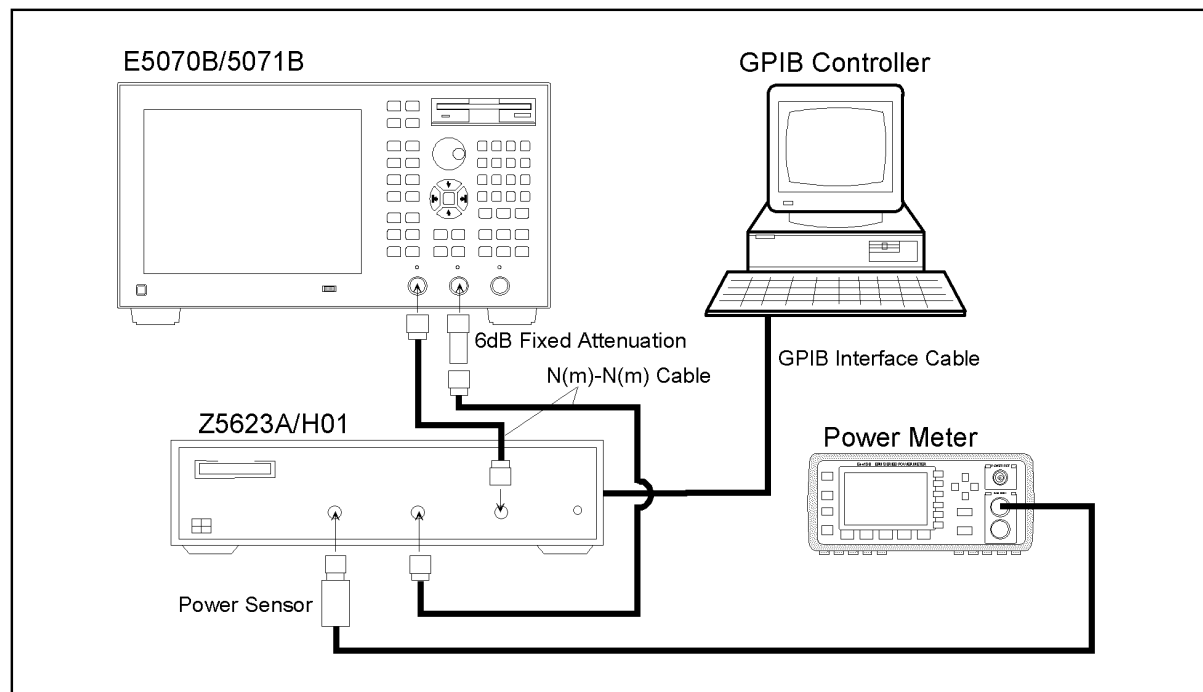 E5070B/5071B
GPIB Controller
6dB Fixed Attenuation
GPIB Interface Cable
N(m)-N(m) Cable
Z5623A/H01
Power Meter
Power Sensor